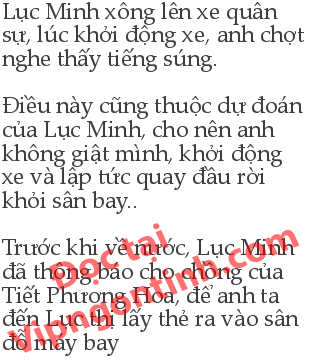 Lục Minh xông lên xe quân
sự, lúc khởi động xe, anh chợt
nghe thấy tiếng súng.
Điều này cũng thuộc dự đoán
của Lục Minh, cho nên anh
không giật mình, khởi động
xe và lập tức quay đầu rời
khỏi sân bay..
Trước khi về nước, Lục Minh
đã thông báo cho chồng của
Tiết Phương Hoa, để anh ta
đến Lục thị lấy thẻ ra vào sân
đỗ máy bay
Đọc tại
Vipngontinh.com